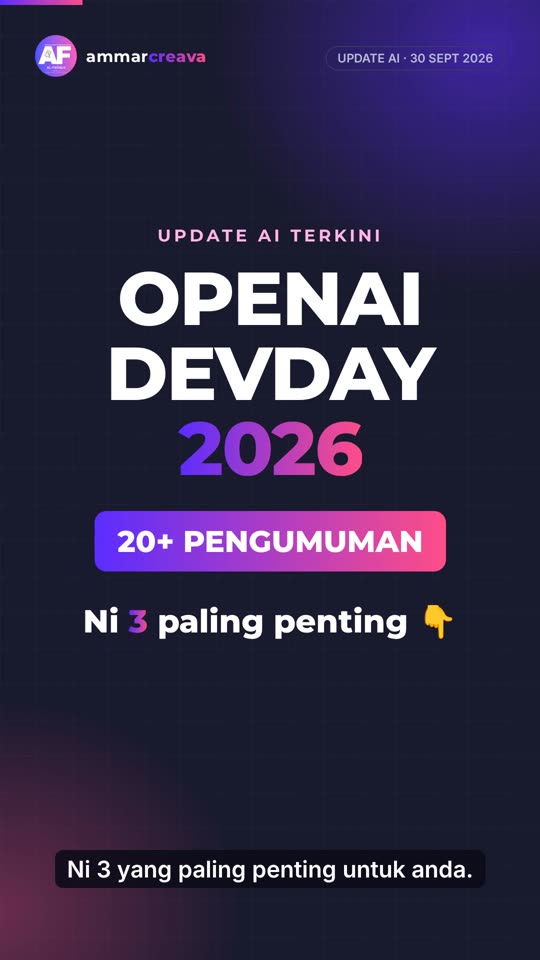 AF
ammarcreava
UPDATE AI · 30 SEPT 2026
UPDATE AI TERKINI
OPENAI
DEVDAY
2026
20+ PENGUMUMAN
Ni 3 paling penting 👇
Ni 3 yang paling penting untuk anda.